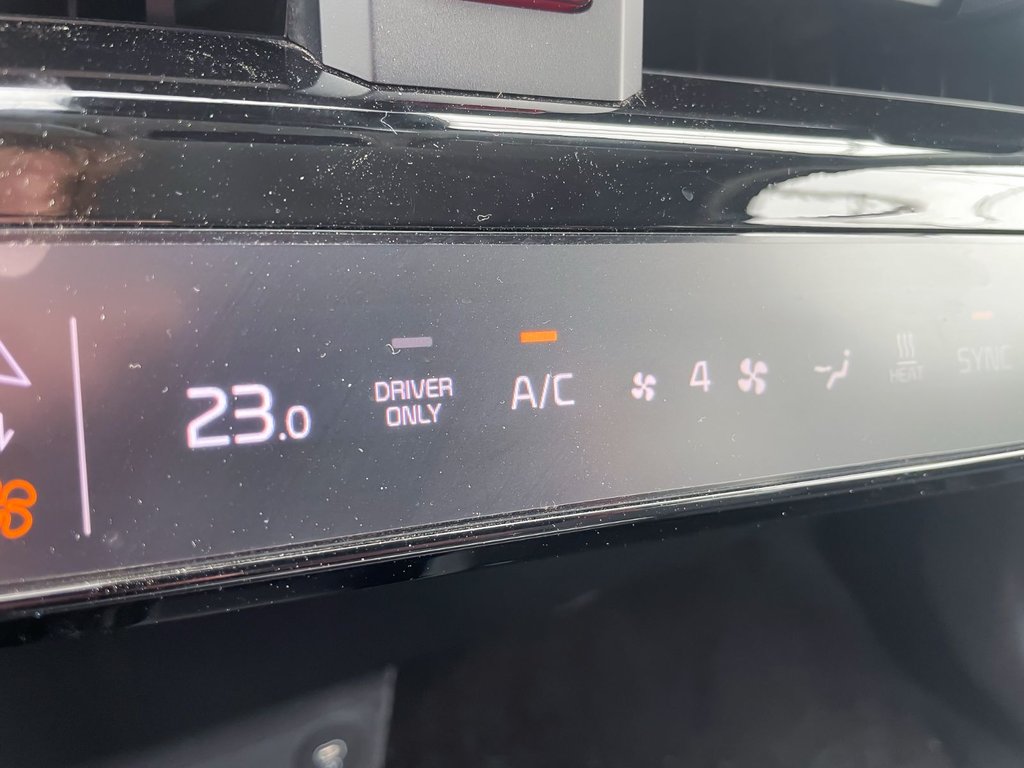 23.0
DRIVER
ONLY
A/C
4
HEAT
SYNC